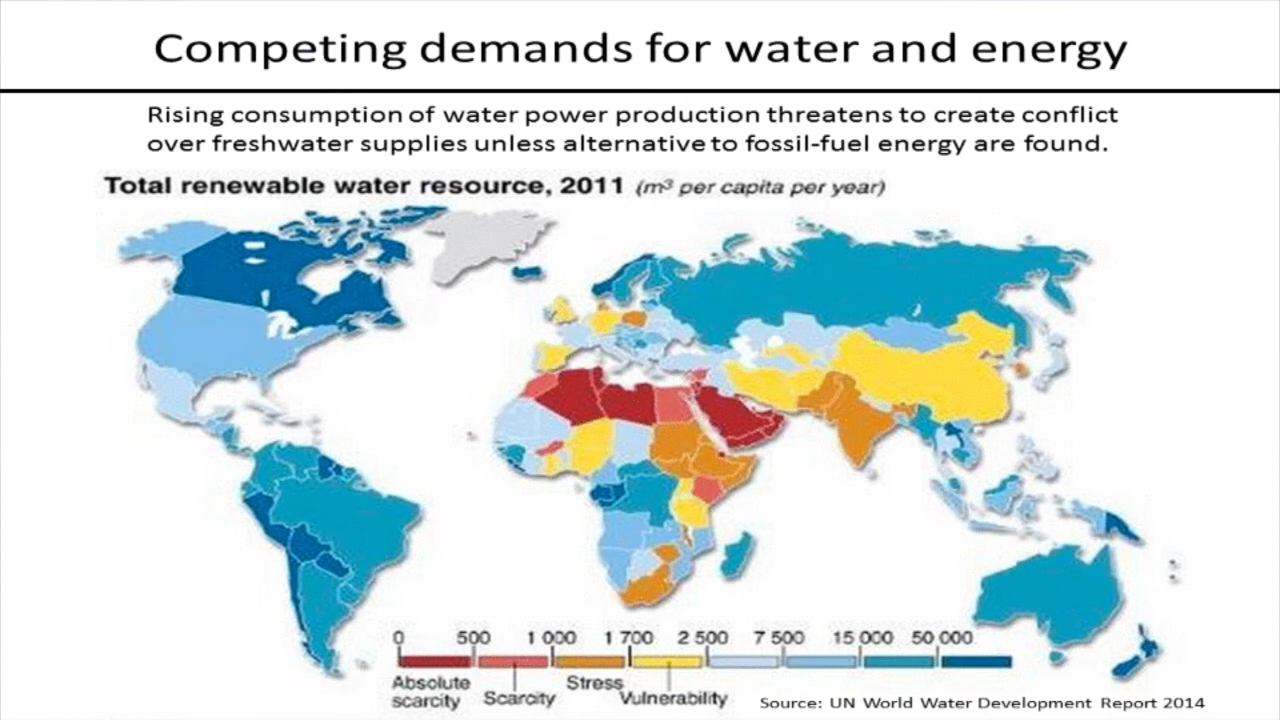 Competing demands for water and energy
Rising consumption of water power production threatens to create conflict
over freshwater supplies unless alternative to fossil-fuel energy are found.
Total renewable water resource, 2011 (m³ per capita per year)
0 500 1 000 1 700 2 500 7 500 15 000 50 000
Absolute scarcity
Scarcity
Stress
Vulnerability
Source: UN World Water Development Report 2014